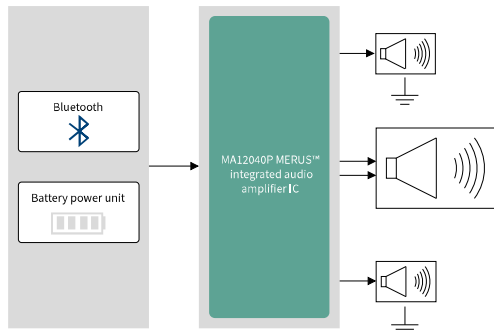 Bluetooth
Battery power unit
MA12040P MERUS™
integrated audio
amplifier IC